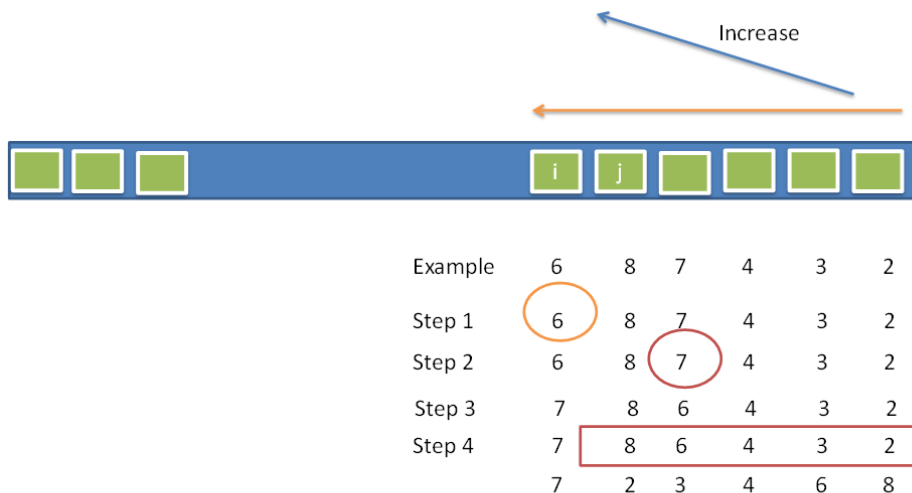 Increase
i j
Example 6 8 7 4 3 2
Step 1 6 8 7 4 3 2
Step 2 6 8 7 4 3 2
Step 3 7 8 6 4 3 2
Step 4 7 8 6 4 3 2
7 2 3 4 6 8